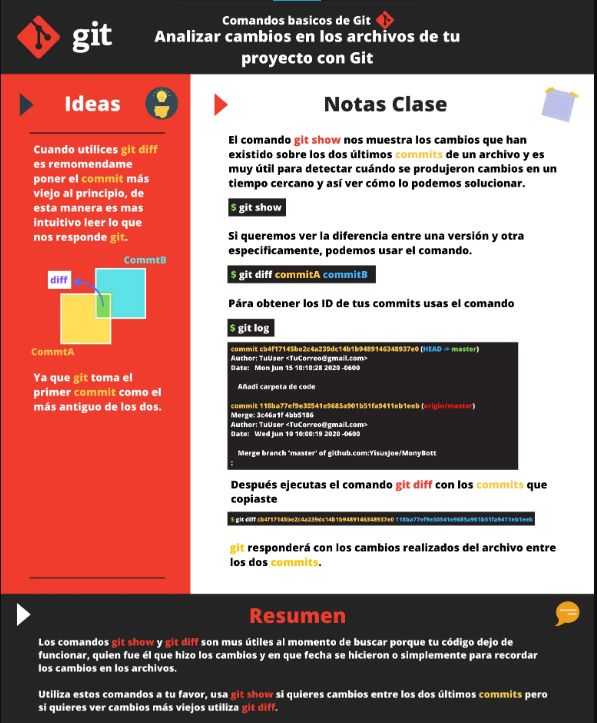 git
Comandos basicos de Git
Analizar cambios en los archivos de tu
proyecto con Git
Ideas
Cuando utilices git diff
es remomendame
poner el commit más
viejo al principio, de
esta manera es mas
intuitivo leer lo que
nos responde git.
CommtB
diff
CommtA
Ya que git toma el
primer commit como el
más antiguo de los dos.
Notas Clase
El comando git show nos muestra los cambios que han
existido sobre los dos últimos commits de un archivo y es
muy útil para detectar cuándo se produjeron cambios en un
tiempo cercano y así ver cómo lo podemos solucionar.
$ git show
Si queremos ver la diferencia entre una versión y otra
específicamente, podemos usar el comando.
$ git diff commitA commitB
Pára obtener los ID de tus commits usas el comando
$ git log
commit cb4f17145be2c4a239dc14b1b9489146348937e0 (HEAD -> master)
Author: TuUser <TuCorreo@gmail.com>
Date: Mon Jun 15 10:10:28 2020 -0600
Añadi carpeta de code
commit 118ba77ef9e30541e9685a901b51fa9411eb1eeb (origin/master)
Merge: 3c46a1f 4bb5186
Author: TuUser <TuCorreo@gmail.com>
Date: Wed Jun 10 10:00:19 2020 -0600
Merge branch 'master' of github.com:YisusJoe/MonyBott
:
Después ejecutas el comando git diff con los commits que
copiaste
$ git diff cb4f17145be2c4a239dc14b1b9489146348937e0 118ba77ef9e30541e9685a901b51fa9411eb1eeb
git responderá con los cambios realizados del archivo entre
los dos commits.
Resumen
Los comandos git show y git diff son mus útiles al momento de buscar porque tu código dejo de
funcionar, quien fue él que hizo los cambios y en que fecha se hicieron o simplemente para recordar
los cambios en los archivos.
Utiliza estos comandos a tu favor, usa git show si quieres cambios entre los dos últimos commits pero
si quieres ver cambios más viejos utiliza git diff.